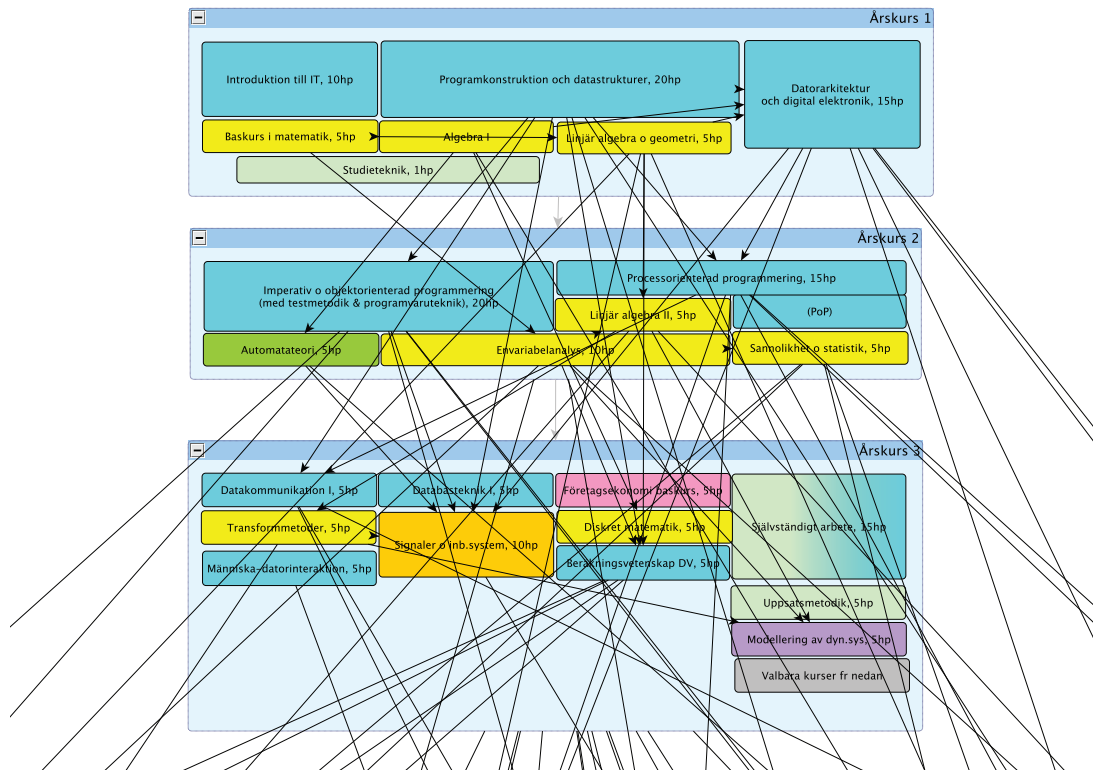 Årskurs 1
Introduktion till IT, 10hp
Programkonstruktion och datastrukturer, 20hp
Datorarkitektur
och digital elektronik, 15hp
Baskurs i matematik, 5hp
Algebra I
Linjär algebra o geometri, 5hp
Studieteknik, 1hp
Årskurs 2
Imperativ o objektorienterad programmering
(med testmetodik & programvaruteknik), 20hp
Processorienterad programmering, 15hp
Linjär algebra II, 5hp
(PoP)
Automatateori, 5hp
Envariabelanalys, 10hp
Sannolikhet o statistik, 5hp
Årskurs 3
Datakommunikation I, 5hp
Databasteknik I, 5hp
Företagsekonomi baskurs, 5hp
Självständigt arbete, 15hp
Transformmetoder, 5hp
Signaler o inb.system, 10hp
Diskret matematik, 5hp
Beräkningsvetenskap DV, 5hp
Människa-datorinteraktion, 5hp
Uppsatsmetodik, 5hp
Modellering av dyn.sys, 5hp
Valbara kurser fr nedan